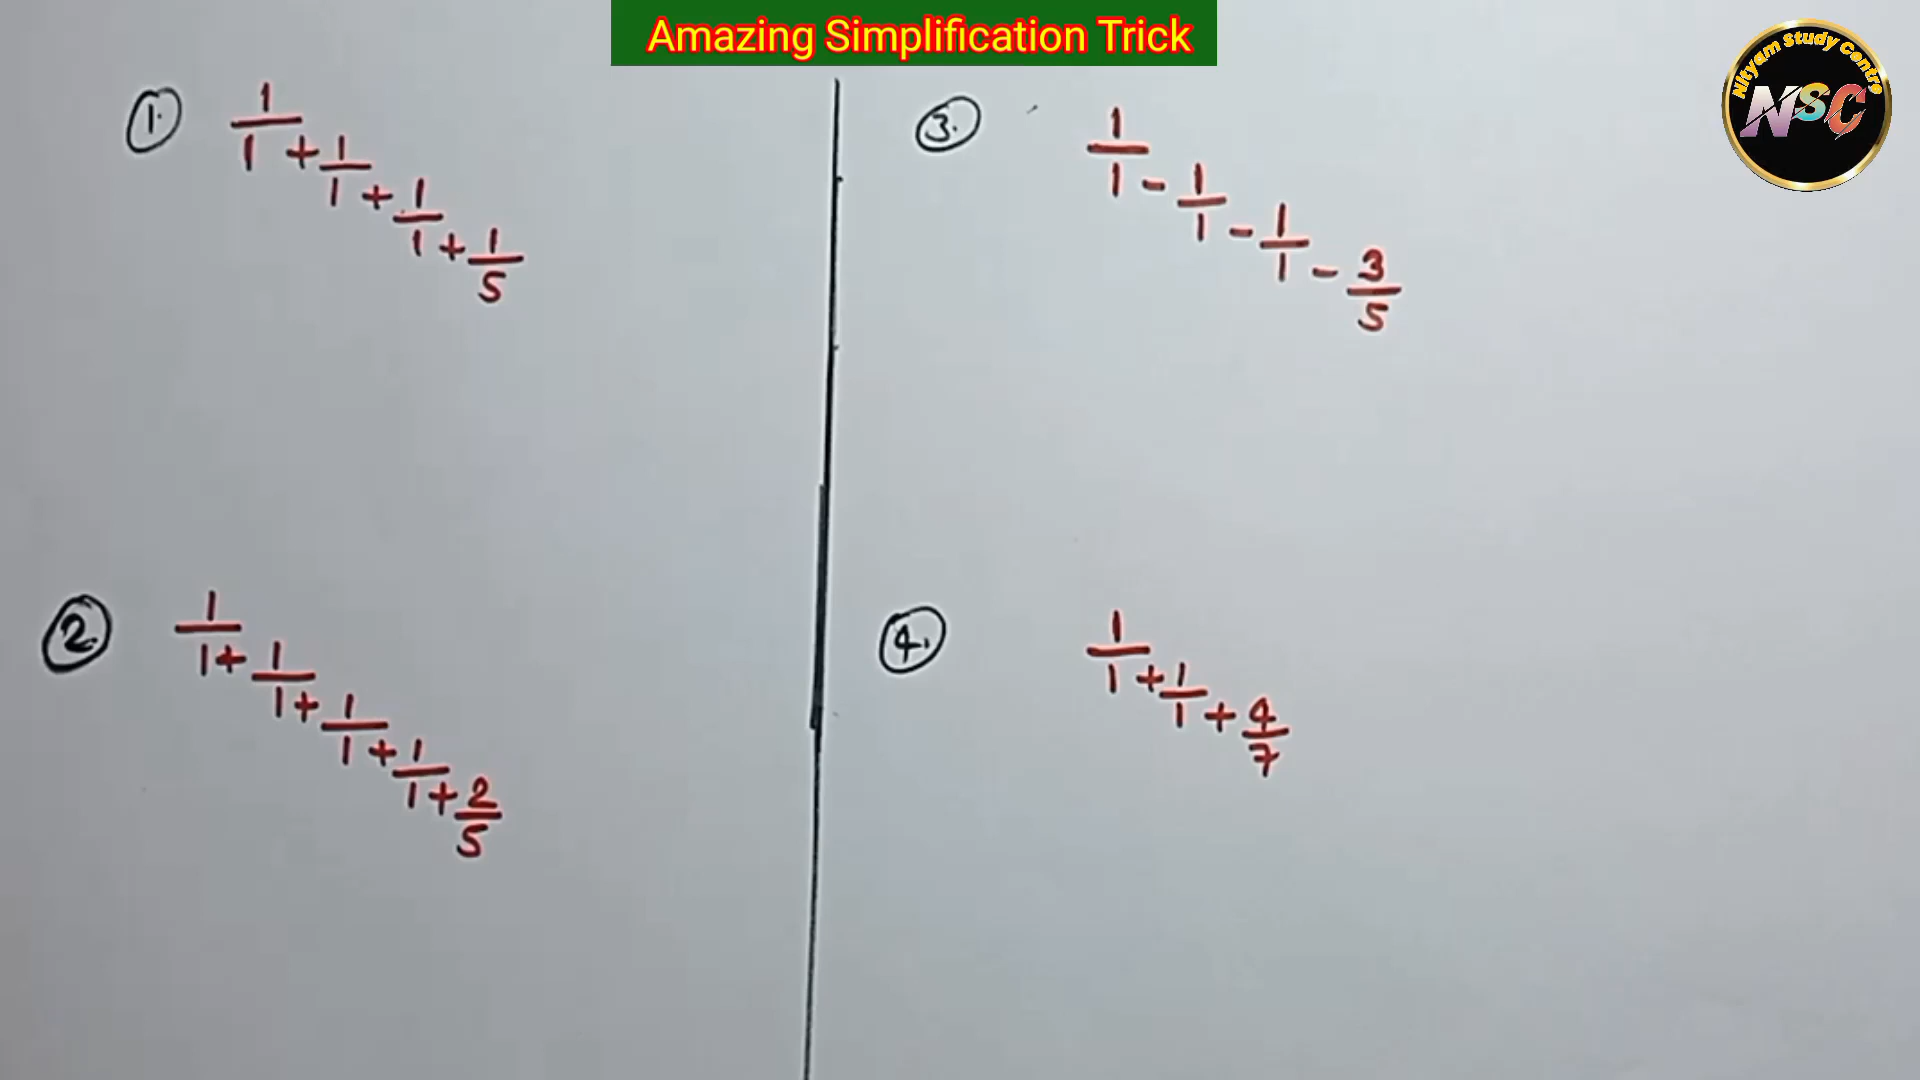 Amazing Simplification Trick
Nityam Study Centre
NSC
1.
1
1 + 1
1 + 1
1 + 1
5
2
1
1 + 1
1 + 1
1 + 1
1 + 2
5
3.
1
1 - 1
1 - 1
1 - 3
5
4.
1
1 + 1
1 + 4
7